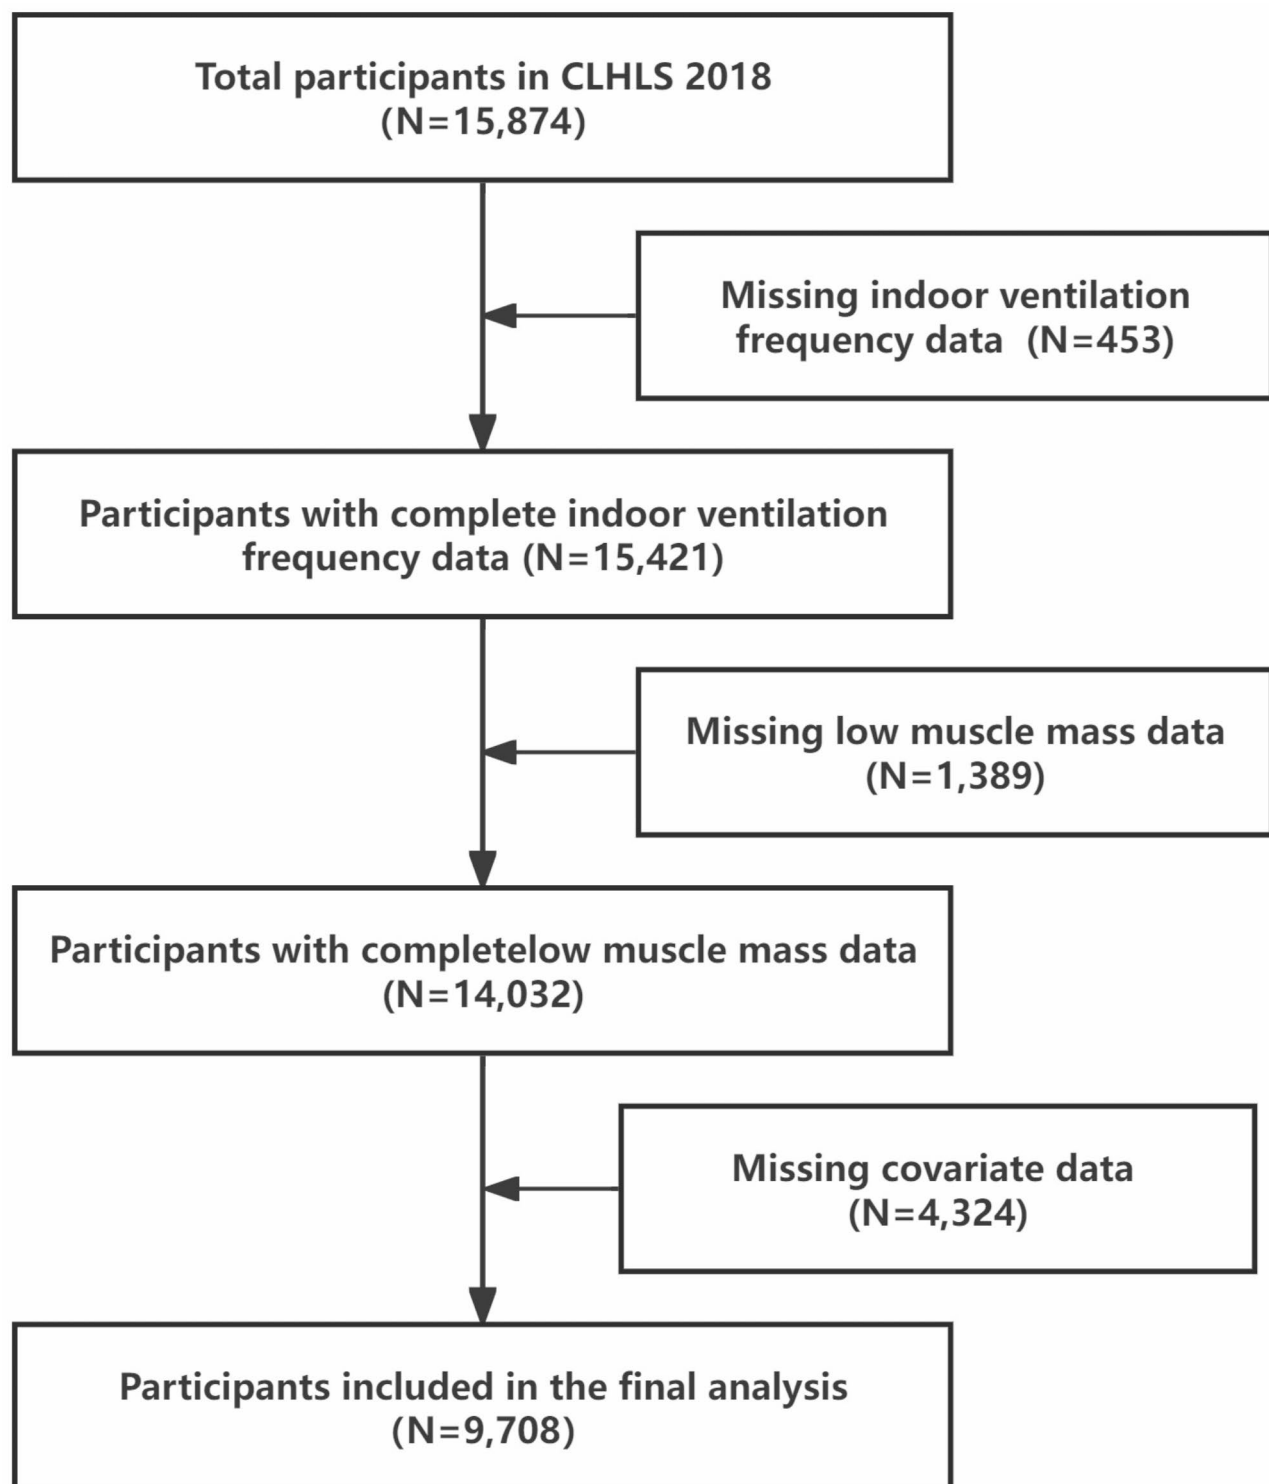 Total participants in CLHLS 2018
(N=15,874)
Missing indoor ventilation
frequency data  (N=453)
Participants with complete indoor ventilation
frequency data (N=15,421)
Missing low muscle mass data
(N=1,389)
Participants with completelow muscle mass data
(N=14,032)
Missing covariate data
(N=4,324)
Participants included in the final analysis
(N=9,708)